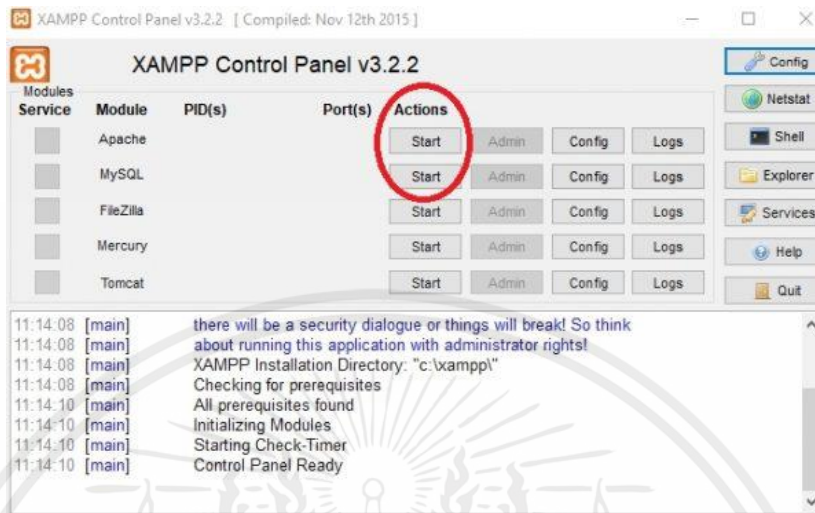 XAMPP Control Panel v3.2.2 [ Compiled: Nov 12th 2015 ]
XAMPP Control Panel v3.2.2
Config
Modules
Service Module PID(s) Port(s) Actions
Netstat
Apache Start Admin Config Logs
Shell
MySQL Start Admin Config Logs
Explorer
FileZilla Start Admin Config Logs
Services
Mercury Start Admin Config Logs
Help
Tomcat Start Admin Config Logs
Quit
11:14:08 [main] there will be a security dialogue or things will break! So think
11:14:08 [main] about running this application with administrator rights!
11:14:08 [main] XAMPP Installation Directory: "c:\xampp\"
11:14:08 [main] Checking for prerequisites
11:14:10 [main] All prerequisites found
11:14:10 [main] Initializing Modules
11:14:10 [main] Starting Check-Timer
11:14:10 [main] Control Panel Ready